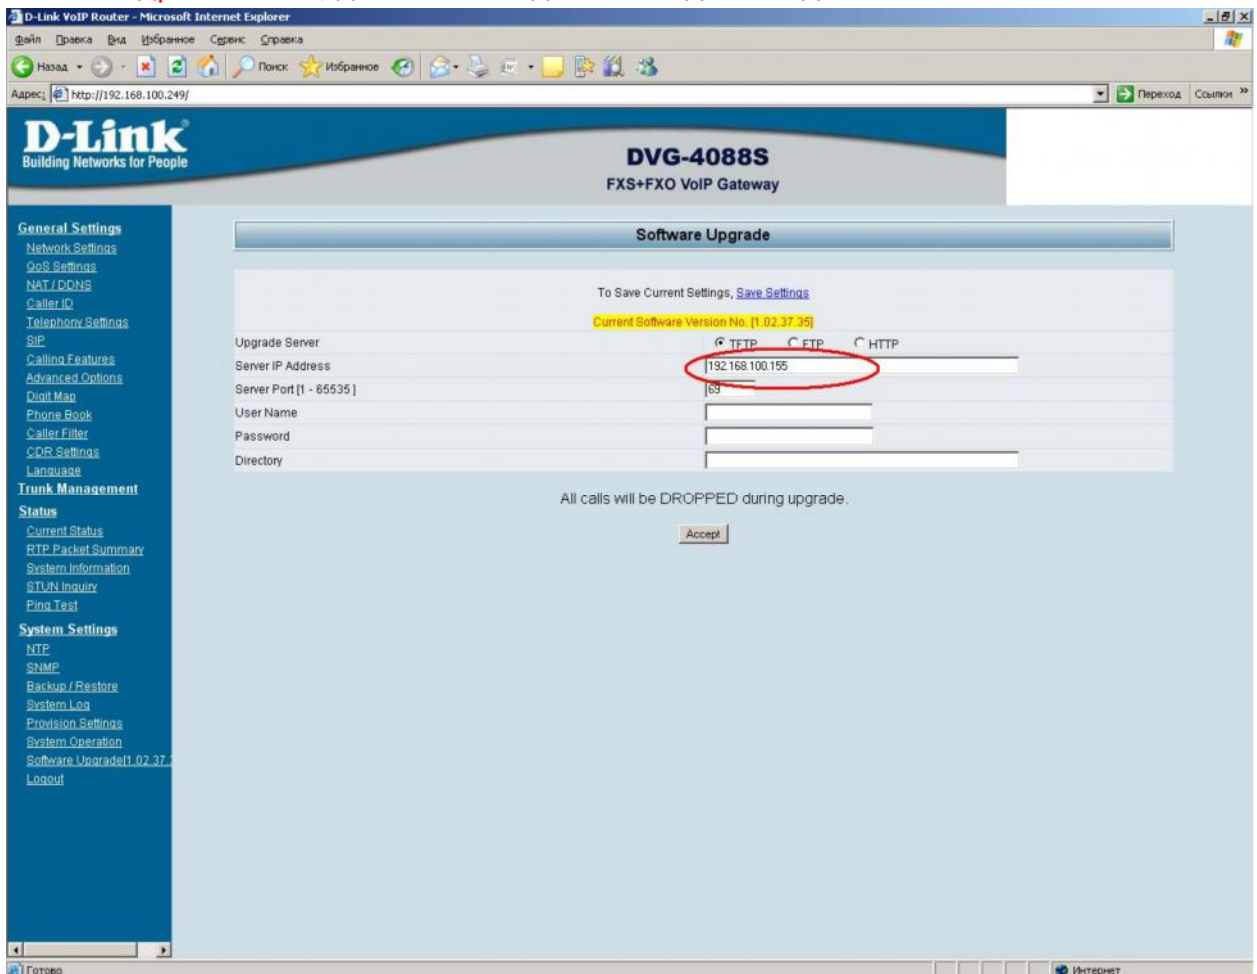 D-Link VoIP Router - Microsoft Internet Explorer
Файл Правка Вид Избранное Сервис Справка
Назад Поиск Избранное
Адрес: http://192.168.100.249/ Переход Ссылки »
D-Link®
Building Networks for People
DVG-4088S
FXS+FXO VoIP Gateway
General Settings
Network Settings
QoS Settings
NAT / DDNS
Caller ID
Telephony Settings
SIP
Calling Features
Advanced Options
Digit Map
Phone Book
Caller Filter
CDR Settings
Language
Trunk Management
Status
Current Status
RTP Packet Summary
System Information
STUN Inquiry
Ping Test
System Settings
NTP
SNMP
Backup / Restore
System Log
Provision Settings
System Operation
Software Upgrade[1.02.37.
Logout
Software Upgrade
To Save Current Settings, Save Settings
Current Software Version No. [1.02.37.35]
Upgrade Server TFTP FTP HTTP
Server IP Address 192.168.100.155
Server Port [1 - 65535 ] 69
User Name
Password
Directory
All calls will be DROPPED during upgrade.
Accept
Готово Интернет